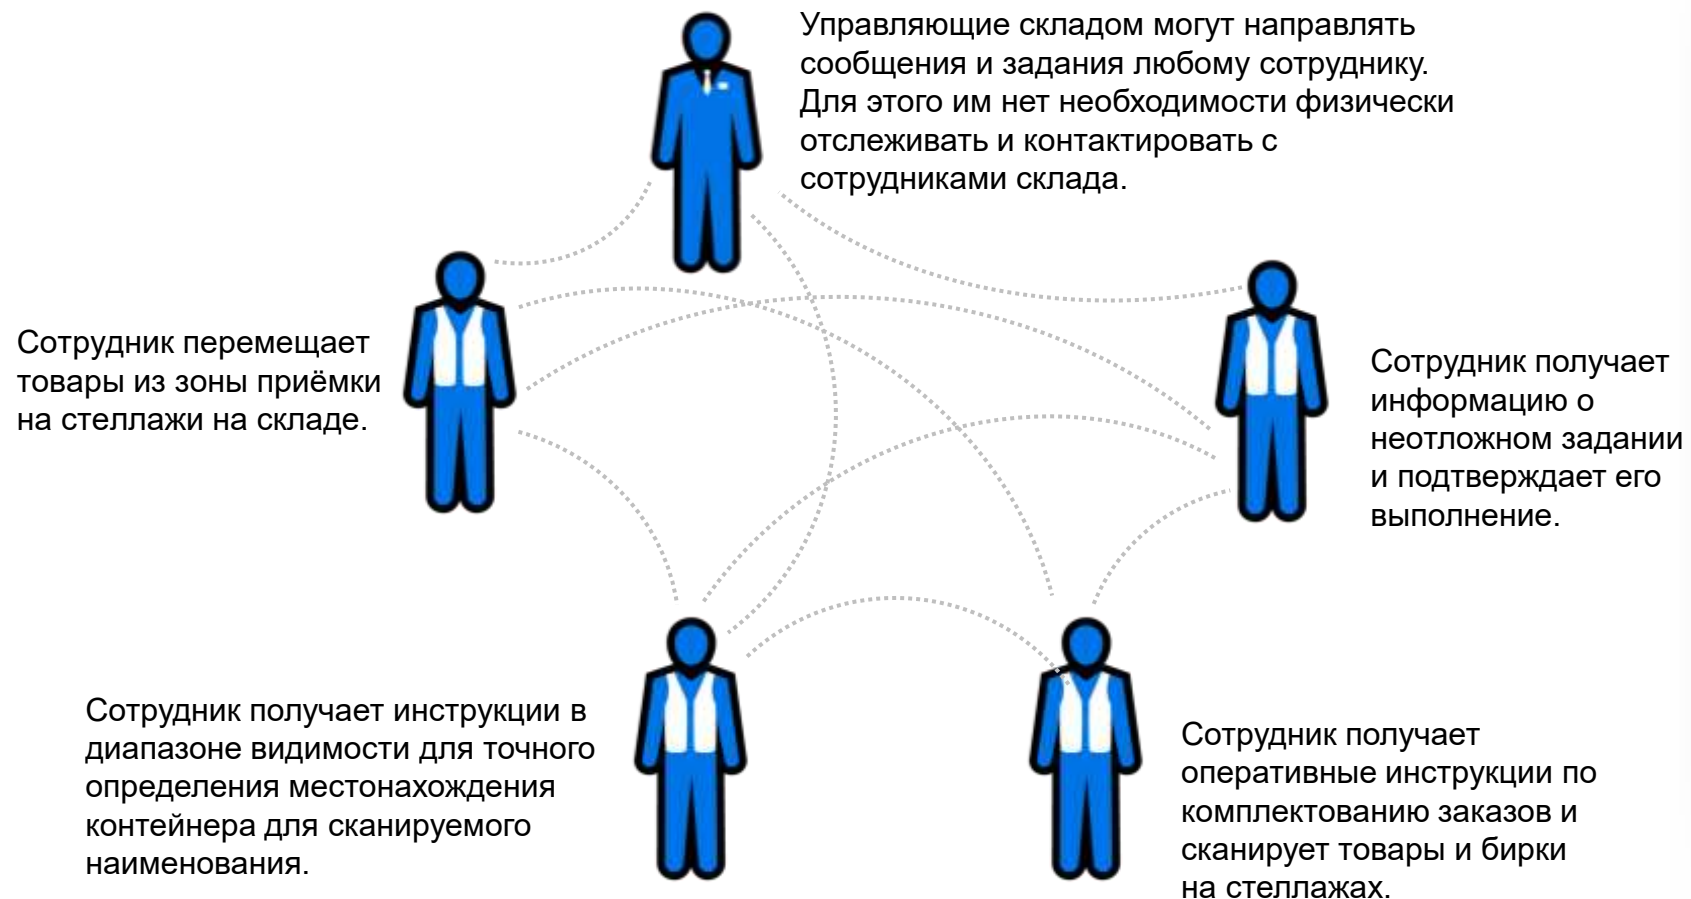 Управляющие складом могут направлять
сообщения и задания любому сотруднику.
Для этого им нет необходимости физически
отслеживать и контактировать с
сотрудниками склада.
Сотрудник перемещает
товары из зоны приёмки
на стеллажи на складе.
Сотрудник получает
информацию о
неотложном задании
и подтверждает его
выполнение.
Сотрудник получает инструкции в
диапазоне видимости для точного
определения местонахождения
контейнера для сканируемого
наименования.
Сотрудник получает
оперативные инструкции по
комплектованию заказов и
сканирует товары и бирки
на стеллажах.